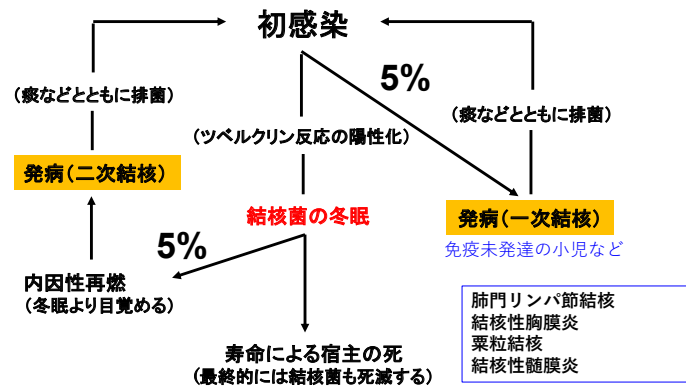 初感染
5%
(痰などとともに排菌)
(痰などとともに排菌)
(ツベルクリン反応の陽性化)
発病(二次結核)
結核菌の冬眠
発病(一次結核)
免疫未発達の小児など
5%
内因性再燃
(冬眠より目覚める)
肺門リンパ節結核
結核性胸膜炎
粟粒結核
結核性髄膜炎
寿命による宿主の死
(最終的には結核菌も死滅する)